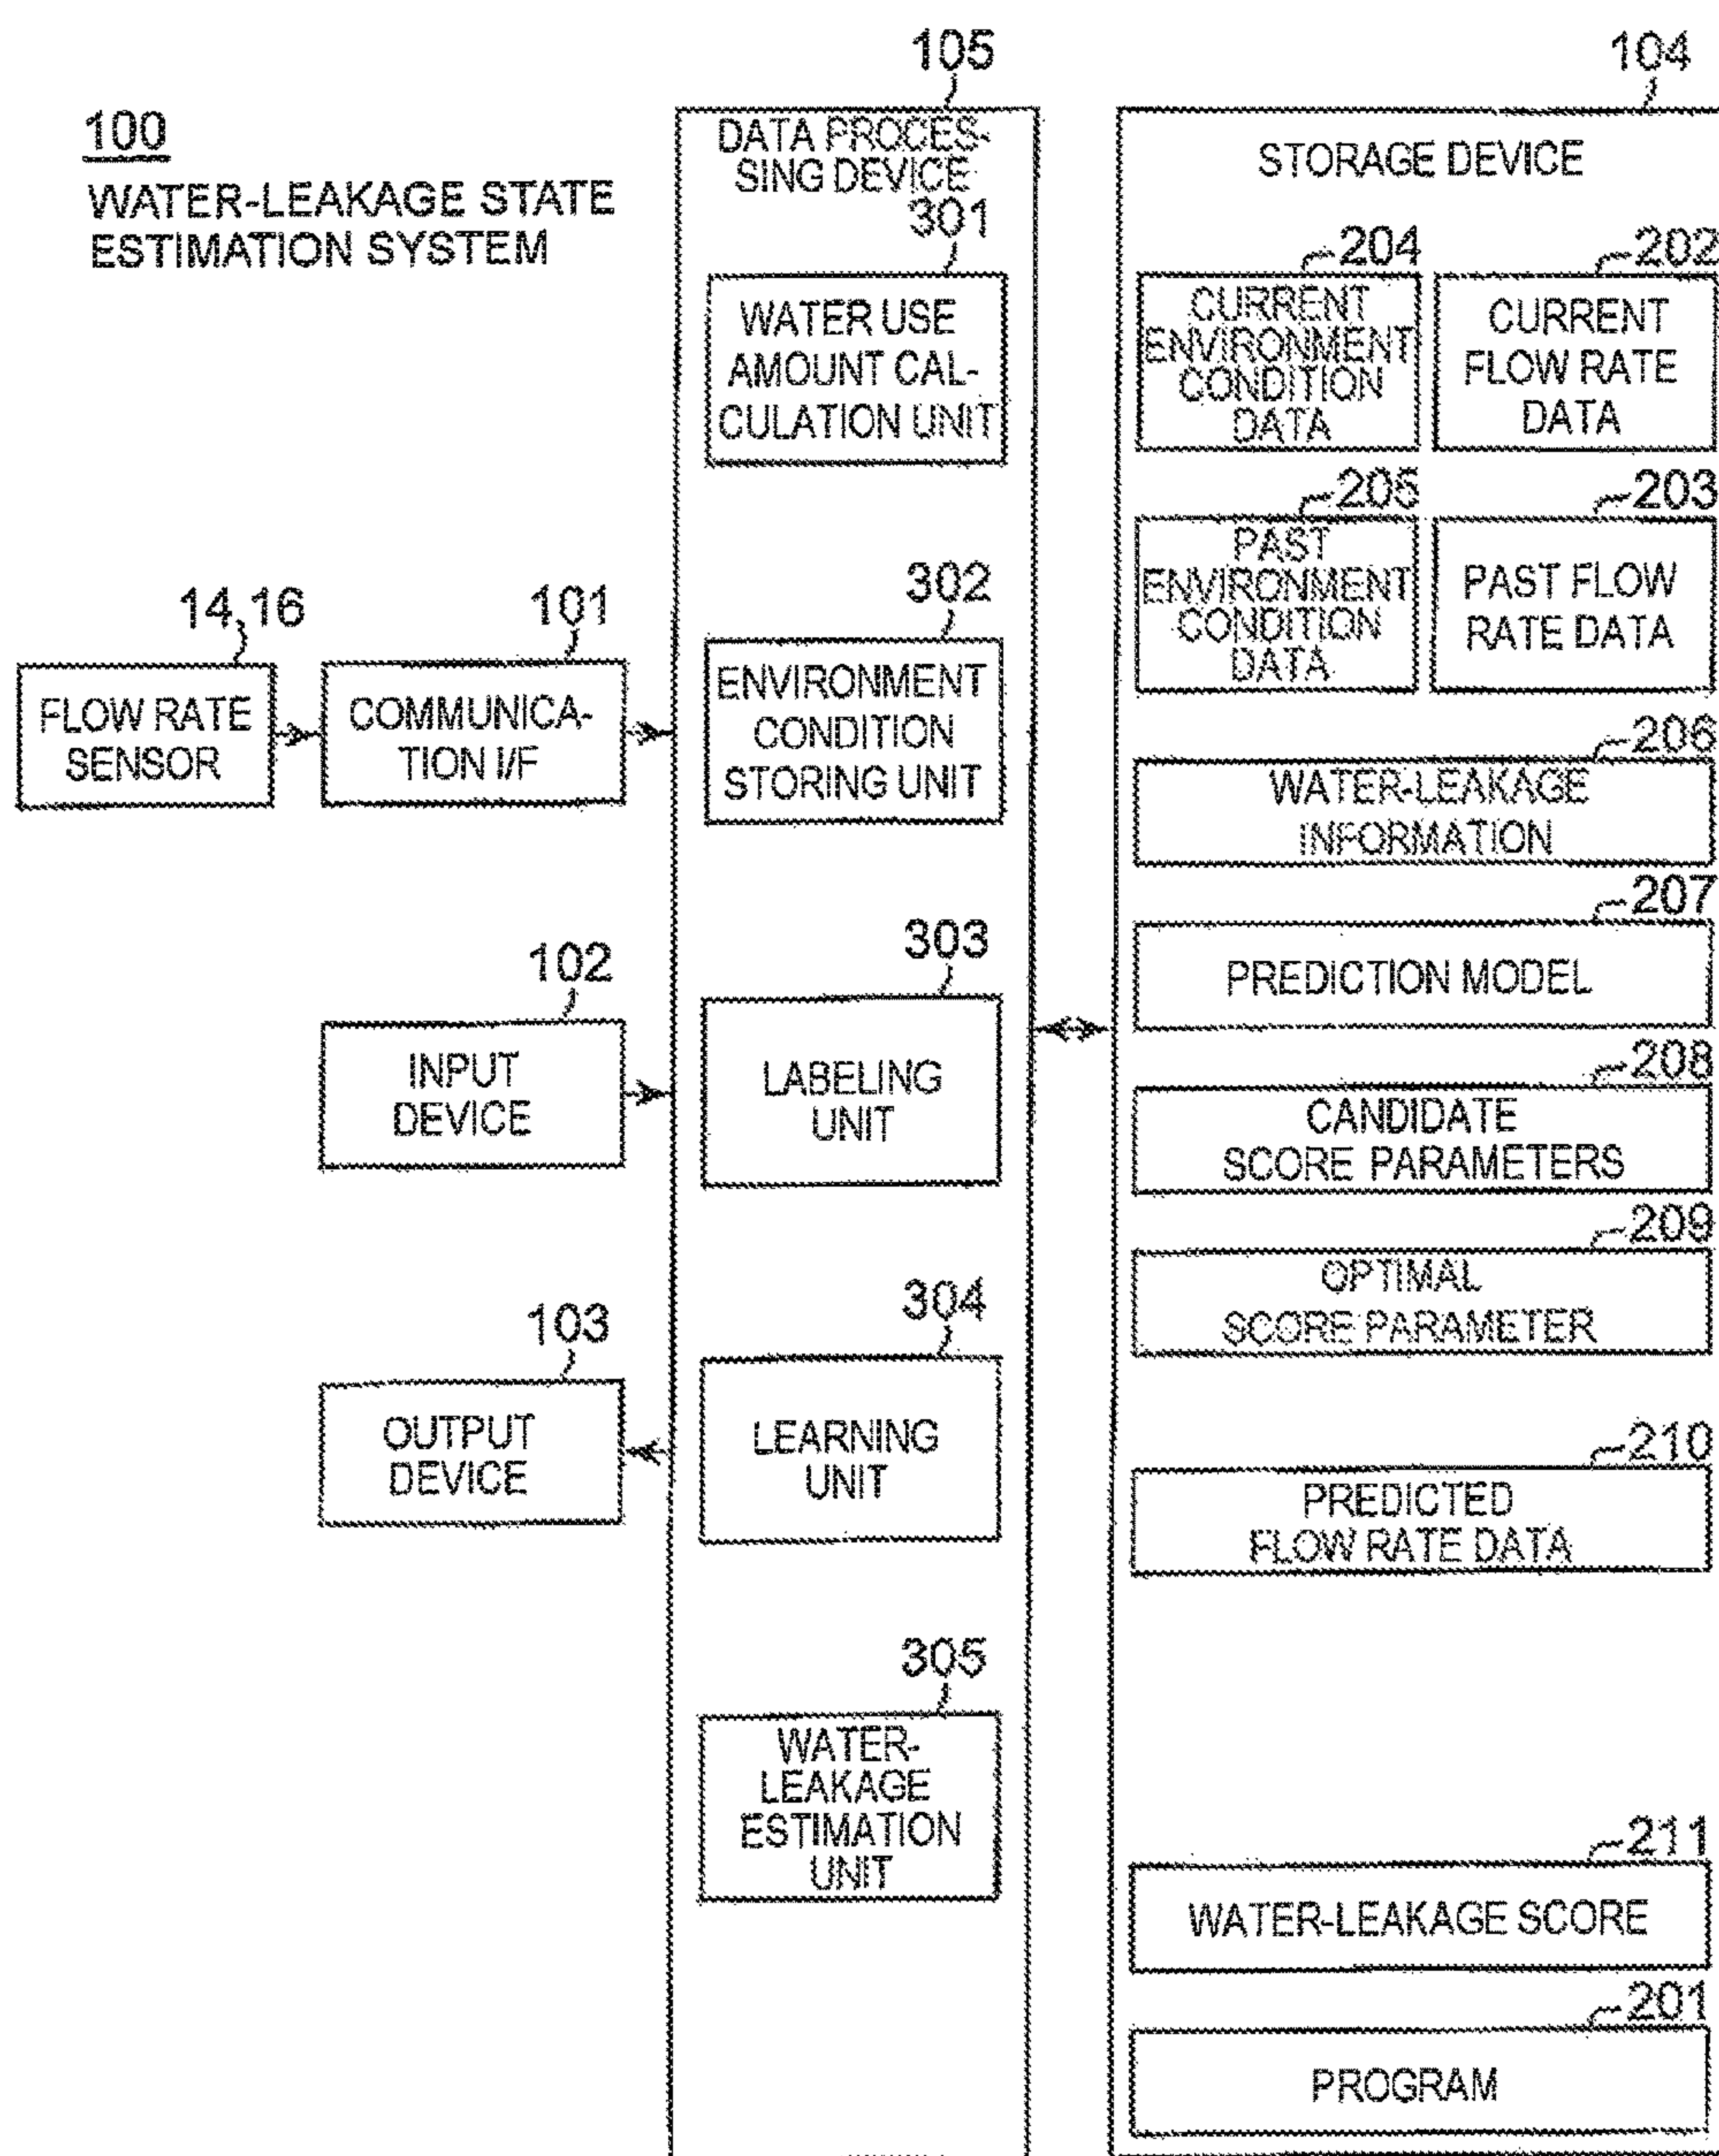 100
WATER-LEAKAGE STATE
ESTIMATION SYSTEM
14, 16
FLOW RATE
SENSOR
101
COMMUNICA-
TION I/F
102
INPUT
DEVICE
103
OUTPUT
DEVICE
105
DATA PROCES-
SING DEVICE
301
WATER USE
AMOUNT CAL-
CULATION UNIT
302
ENVIRONMENT
CONDITION
STORING UNIT
303
LABELING
UNIT
304
LEARNING
UNIT
305
WATER-
LEAKAGE
ESTIMATION
UNIT
104
STORAGE DEVICE
204
CURRENT
ENVIRONMENT
CONDITION
DATA
202
CURRENT
FLOW RATE
DATA
205
PAST
ENVIRONMENT
CONDITION
DATA
203
PAST FLOW
RATE DATA
206
WATER-LEAKAGE
INFORMATION
207
PREDICTION MODEL
208
CANDIDATE
SCORE PARAMETERS
209
OPTIMAL
SCORE PARAMETER
210
PREDICTED
FLOW RATE DATA
211
WATER-LEAKAGE SCORE
201
PROGRAM